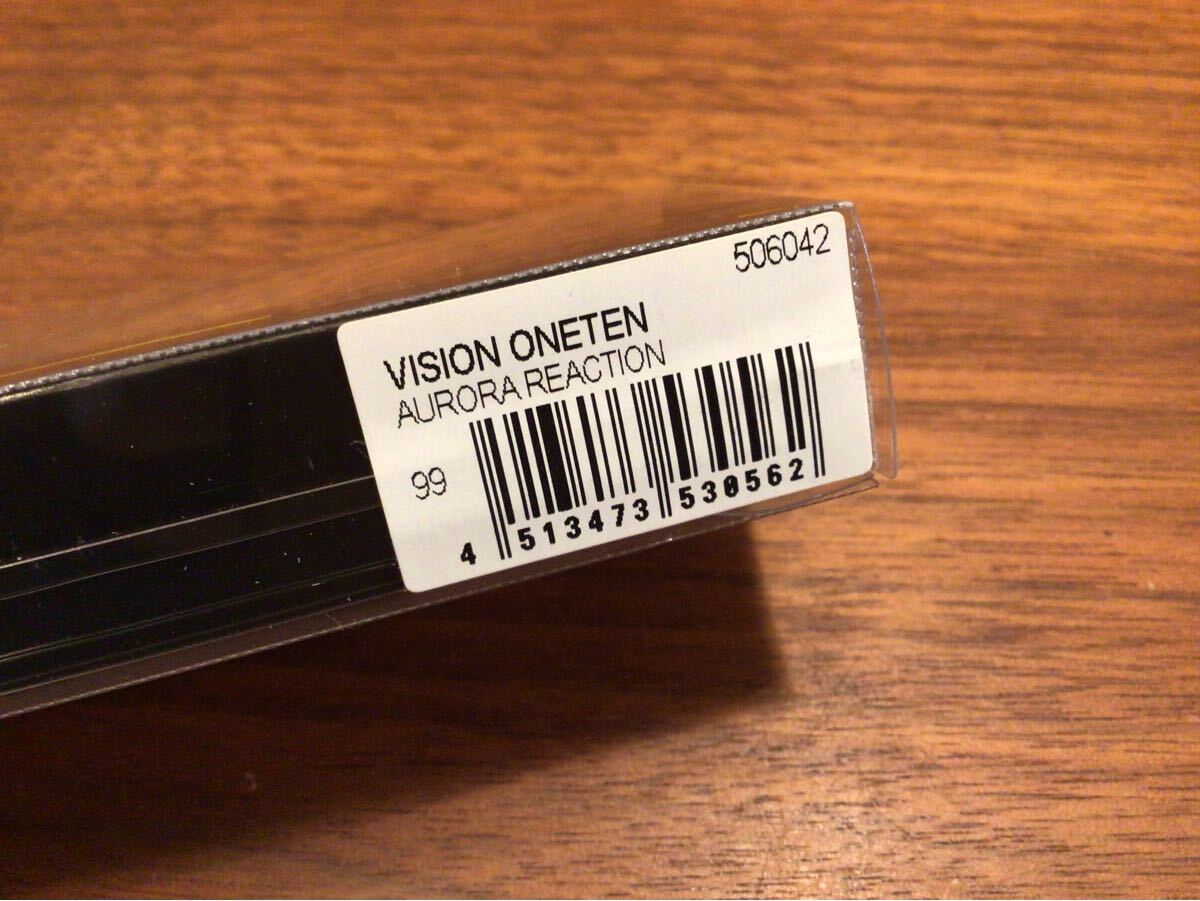 506042
VISION ONETEN
AURORA REACTION
99
4 513473 530562